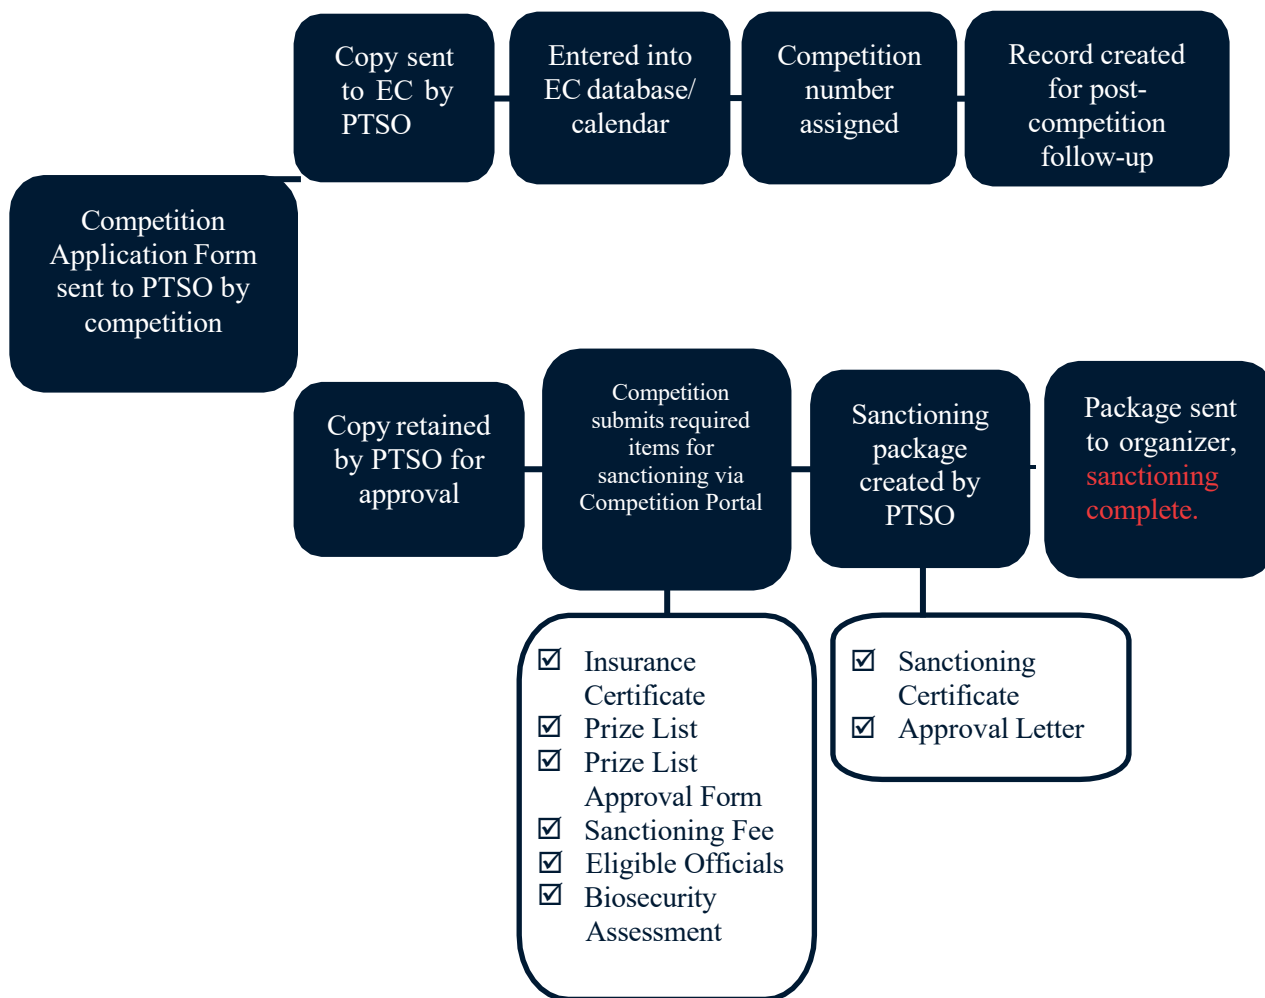 Copy sent
to EC by
PTSO
Entered into
EC database/
calendar
Competition
number
assigned
Record created
for post-
competition
follow-up
Competition
Application Form
sent to PTSO by
competition
Copy retained
by PTSO for
approval
Competition
submits required
items for
sanctioning via
Competition Portal
Sanctioning
package
created by
PTSO
Package sent
to organizer,
sanctioning
complete.
☑ Insurance
Certificate
☑ Prize List
☑ Prize List
Approval Form
☑ Sanctioning Fee
☑ Eligible Officials
☑ Biosecurity
Assessment
☑ Sanctioning
Certificate
☑ Approval Letter